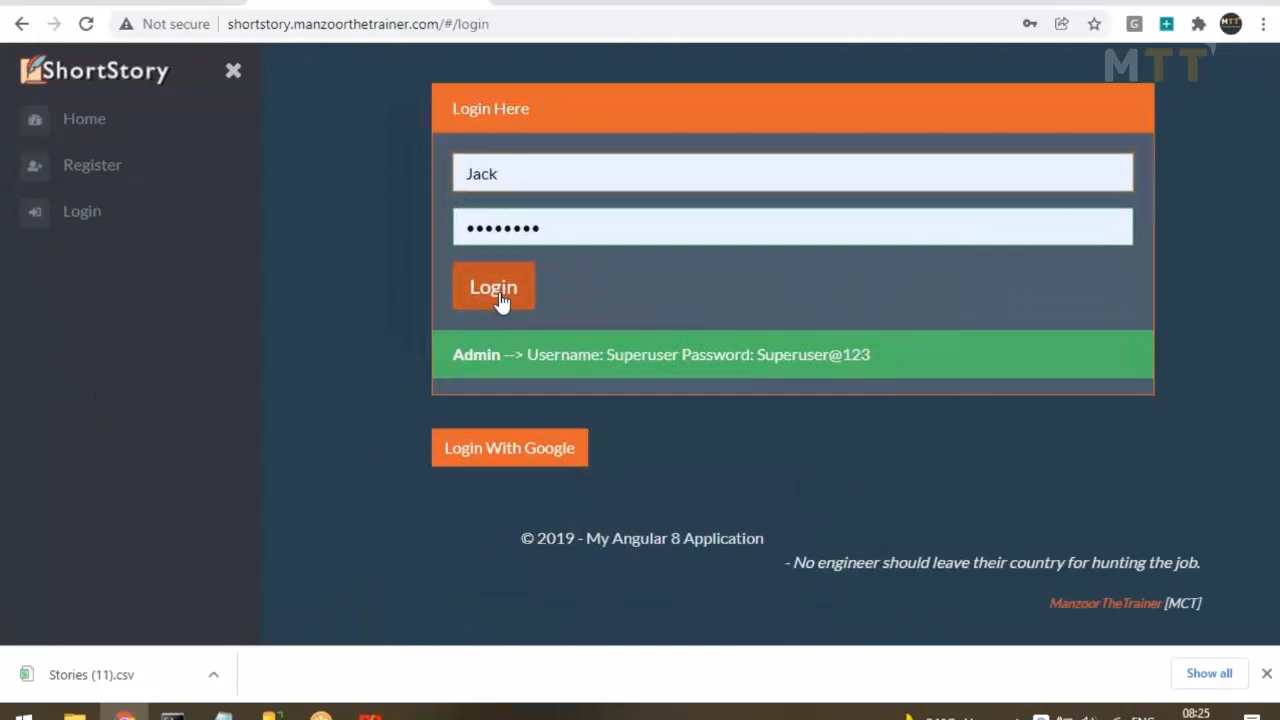 Not secure
shortstory.manzoorthetrainer.com/#/login
MTT
ShortStory
Home
Register
Login
Login Here
Jack
••••••••
Login
Admin --> Username: Superuser Password: Superuser@123
Login With Google
© 2019 - My Angular 8 Application
- No engineer should leave their country for hunting the job.
ManzoorTheTrainer [MCT]
Stories (11).csv
Show all
08:25